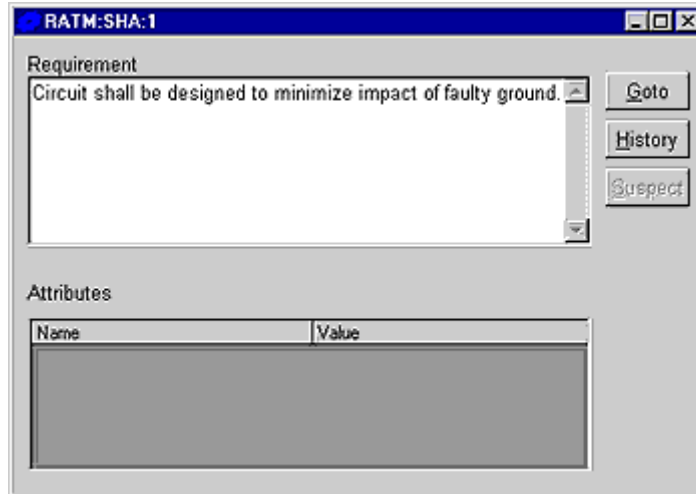 RATM:SHA:1
Requirement
Circuit shall be designed to minimize impact of faulty ground.
Goto
History
Suspect
Attributes
Name Value